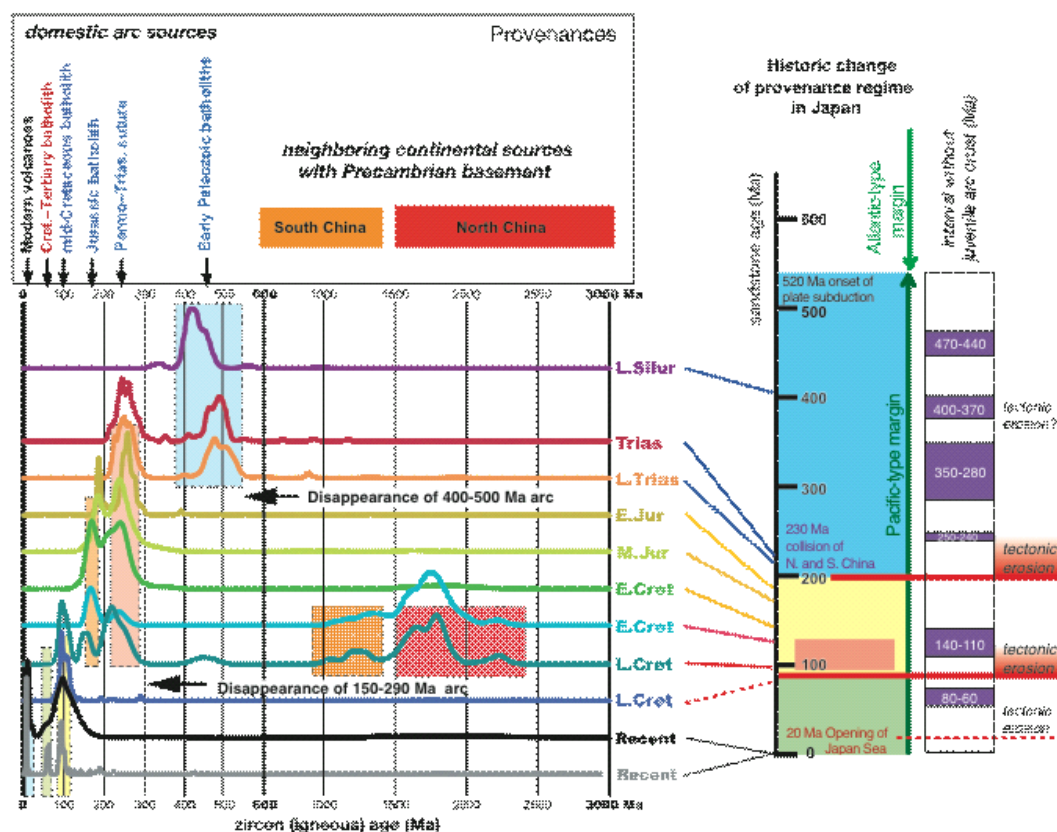 domestic arc sources
Provenances
Modern volcanoes
Cret.-Tertiary batholith
mid-Cretaceous batholith
Jurassic batholith
Permo-Trias. suture
Early Paleozoic batholiths
neighboring continental sources
with Precambrian basement
South China
North China
0 100 200 300 400 500 600 1000 1500 2000 2500 3000 Ma
L.Silur
Trias
L.Trias
Disappearance of 400-500 Ma arc
E.Jur
M.Jur
E.Cret
E.Cret
L.Cret
Disappearance of 150-290 Ma arc
L.Cret
Recent
Recent
0 100 200 300 400 500 600 1000 1500 2000 2500 3000 Ma
zircon (igneous) age (Ma)
Historic change
of provenance regime
in Japan
sandstone age (Ma)
600
500
400
300
200
100
0
Atlantic-type
margin
Pacific-type margin
520 Ma onset of
plate subduction
230 Ma
collision of
N. and S. China
20 Ma Opening of
Japan Sea
interval without
juvenile arc crust (Ma)
470-440
400-370
350-280
250-240
140-110
80-60
tectonic
erosion?
tectonic
erosion
tectonic
erosion
tectonic
erosion